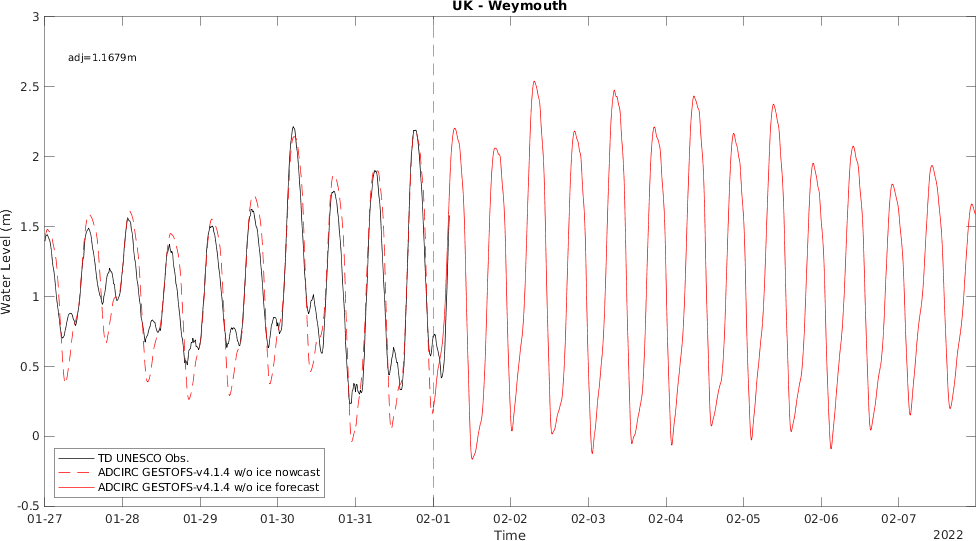 UK - Weymouth
3
adj=1.1679m
2.5
2
1.5
1
0.5
0
-0.5
Water Level (m)
TD UNESCO Obs.
ADCIRC GESTOFS-v4.1.4 w/o ice nowcast
ADCIRC GESTOFS-v4.1.4 w/o ice forecast
01-27 01-28 01-29 01-30 01-31 02-01 02-02 02-03 02-04 02-05 02-06 02-07
Time
2022